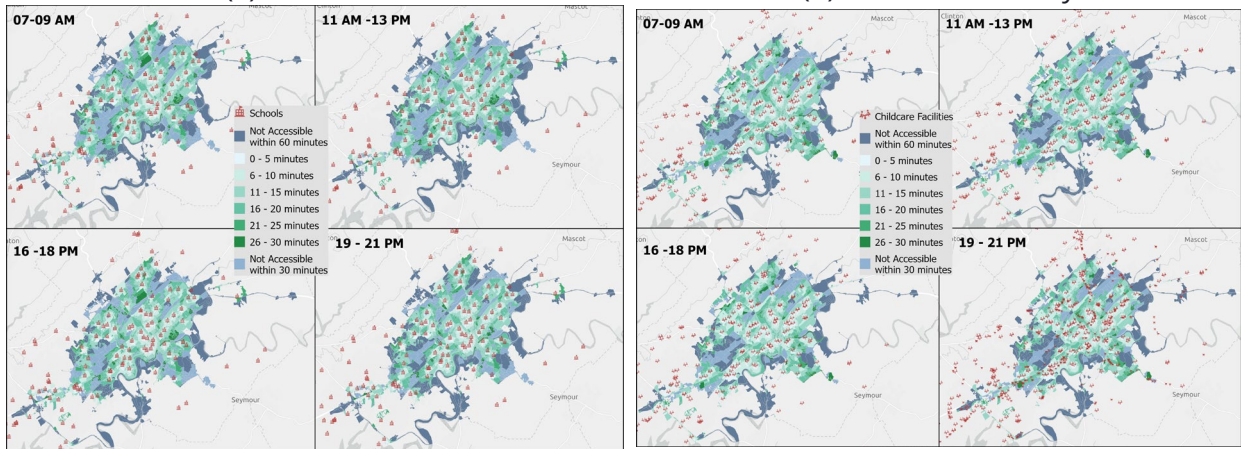 07-09 AM
Mascot
11 AM -13 PM
Mascot
Schools
Not Accessible
within 60 minutes
0 - 5 minutes
6 - 10 minutes
11 - 15 minutes
16 - 20 minutes
21 - 25 minutes
26 - 30 minutes
Not Accessible
within 30 minutes
Seymour
16 -18 PM
Mascot
19 - 21 PM
Mascot
Seymour
Seymour
07-09 AM
Mascot
Clinton
11 AM -13 PM
Mascot
Childcare Facilities
Not Accessible
within 60 minutes
0 - 5 minutes
6 - 10 minutes
11 - 15 minutes
16 - 20 minutes
21 - 25 minutes
26 - 30 minutes
Not Accessible
within 30 minutes
Seymour
16 -18 PM
Mascot
19 - 21 PM
Mascot
Seymour
Seymour